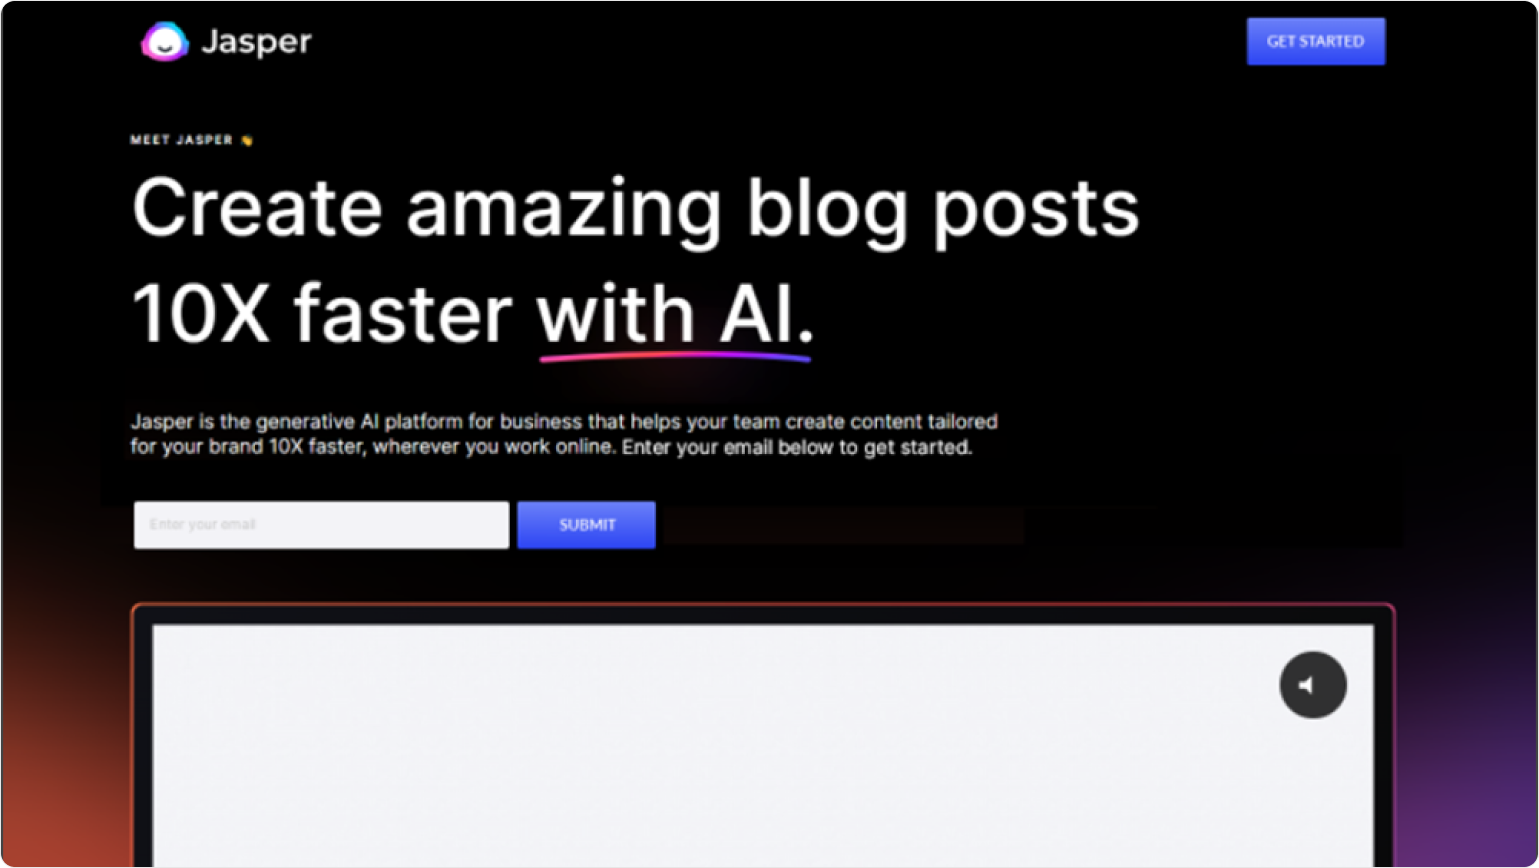 Jasper
GET STARTED
MEET JASPER
Create amazing blog posts
10X faster with AI.
Jasper is the generative AI platform for business that helps your team create content tailored
for your brand 10X faster, wherever you work online. Enter your email below to get started.
Enter your email
SUBMIT